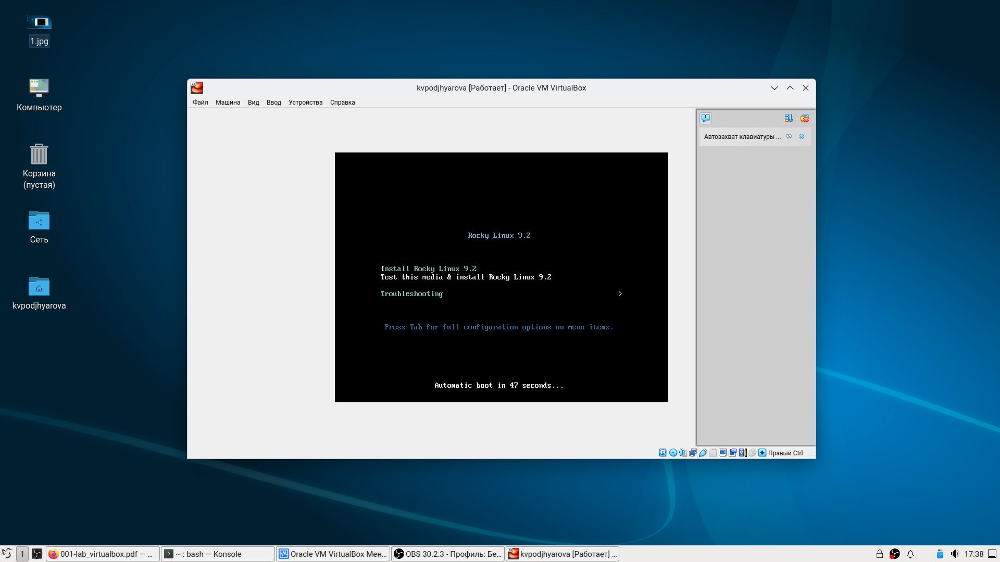 1.jpg
Компьютер
Корзина
(пустая)
Сеть
kvpodjhyarova
kvpodjhyarova [Работает] - Oracle VM VirtualBox
Файл Машина Вид Ввод Устройства Справка
Автозахват клавиатуры ...
Rocky Linux 9.2
Install Rocky Linux 9.2
Test this media & install Rocky Linux 9.2
Troubleshooting >
Press Tab for full configuration options on menu items.
Automatic boot in 47 seconds...
Правый Ctrl
1 001-lab_virtualbox.pdf — ... ~ : bash — Konsole Oracle VM VirtualBox Мен... OBS 30.2.3 - Профиль: Бе... kvpodjhyarova [Работает] ... 17:38